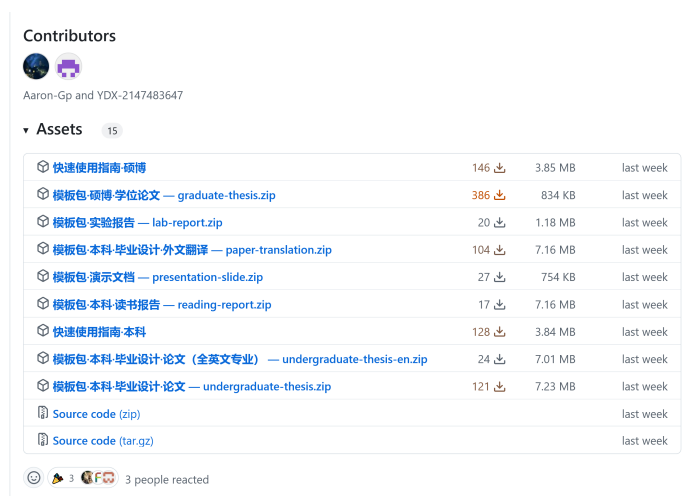 Contributors
Aaron-Gp and YDX-2147483647
Assets 15
快速使用指南·硕博 146 3.85 MB last week
模板包·硕博·学位论文 — graduate-thesis.zip 386 834 KB last week
模板包·实验报告 — lab-report.zip 20 1.18 MB last week
模板包·本科·毕业设计·外文翻译 — paper-translation.zip 104 7.16 MB last week
模板包·演示文档 — presentation-slide.zip 27 754 KB last week
模板包·本科·读书报告 — reading-report.zip 17 7.16 MB last week
快速使用指南·本科 128 3.84 MB last week
模板包·本科·毕业设计·论文（全英文专业） — undergraduate-thesis-en.zip 24 7.01 MB last week
模板包·本科·毕业设计·论文 — undergraduate-thesis.zip 121 7.23 MB last week
Source code (zip) last week
Source code (tar.gz) last week
3 3 people reacted